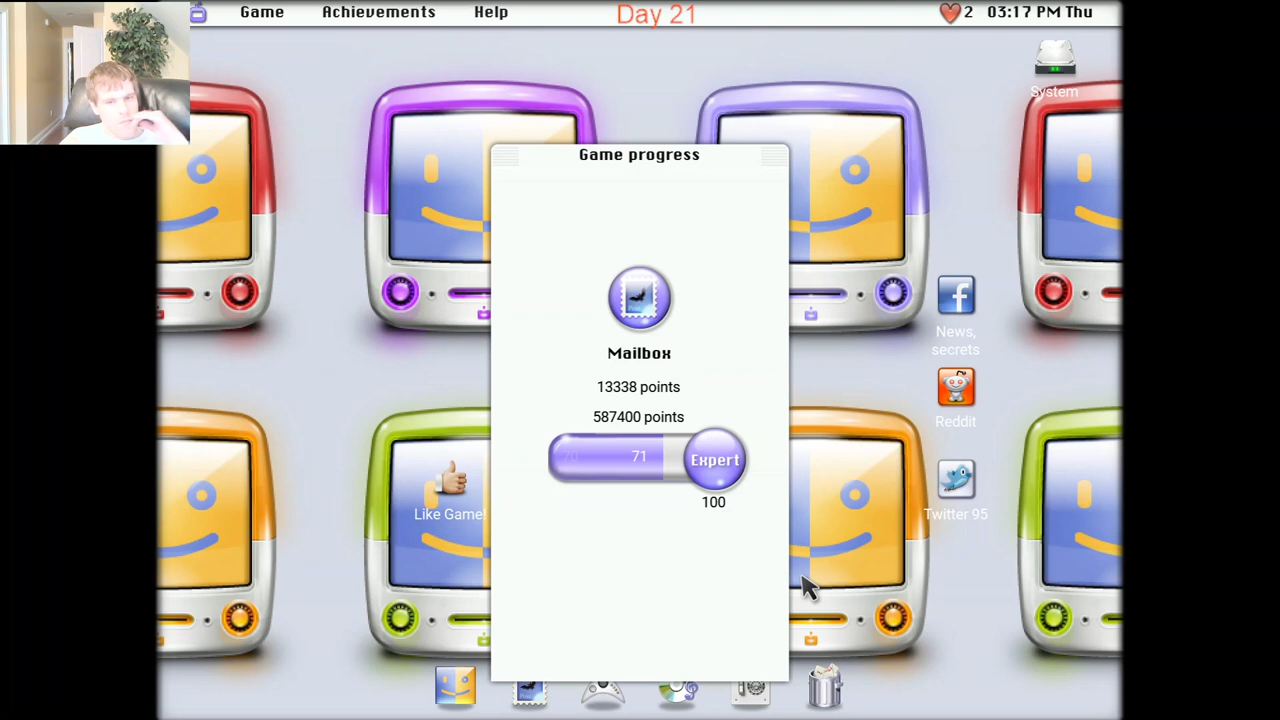 Game Achievements Help Day 21 2 03:17 PM Thu
System
Game progress
Mailbox
13338 points
587400 points
70 71 Expert
100
News,
secrets
Reddit
Like Game!
Twitter 95